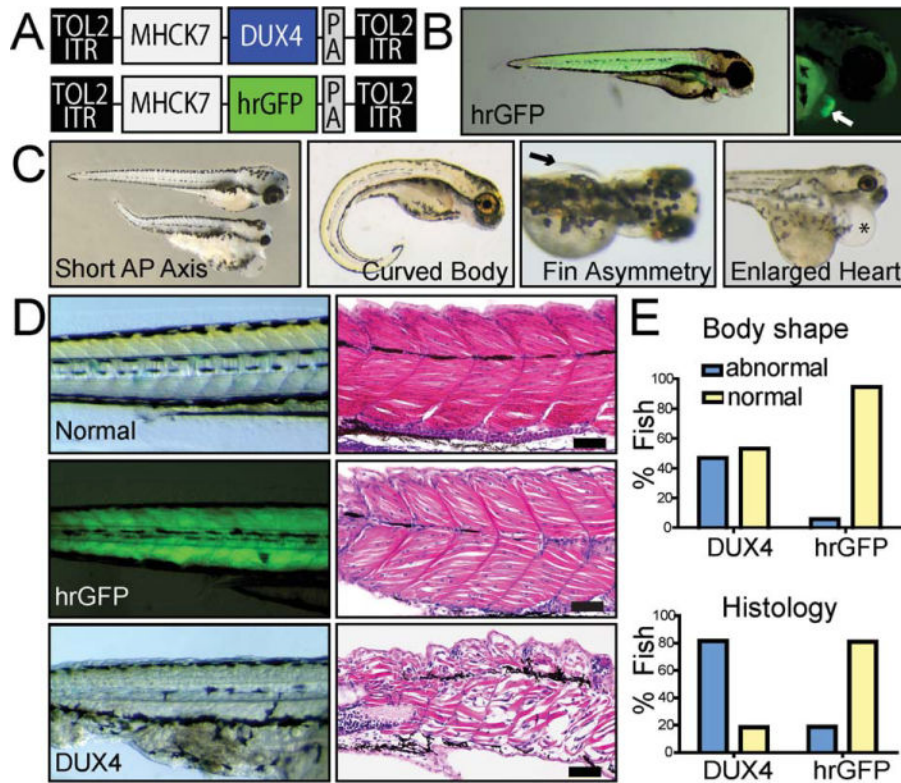 A
TOL2 ITR
MHCK7
DUX4
PA
TOL2 ITR
TOL2 ITR
MHCK7
hrGFP
PA
TOL2 ITR
B
hrGFP
C
Short AP Axis
Curved Body
Fin Asymmetry
Enlarged Heart
*
D
Normal
hrGFP
DUX4
E
Body shape
abnormal
normal
% Fish
100
80
60
40
20
0
DUX4 hrGFP
Histology
% Fish
100
80
60
40
20
0
DUX4 hrGFP